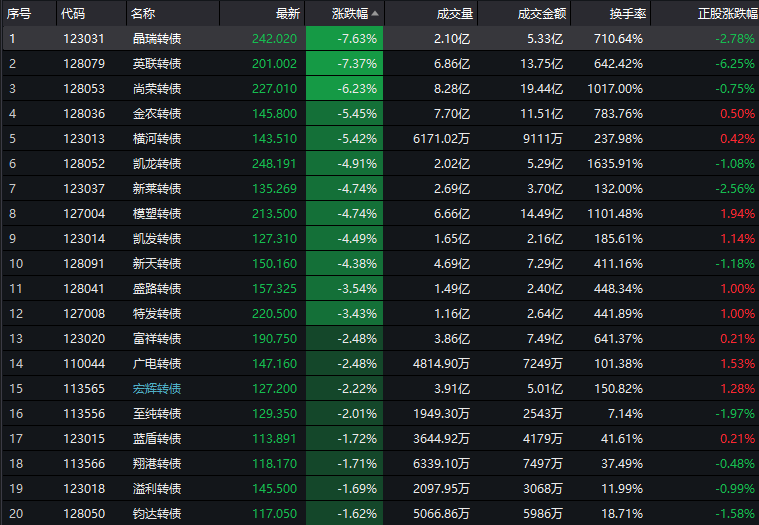 序号 代码 名称 最新 涨跌幅 成交量 成交金额 换手率 正股涨跌幅
1 123031 晶瑞转债 242.020 -7.63% 2.10亿 5.33亿 710.64% -2.78%
2 128079 英联转债 201.002 -7.37% 6.86亿 13.75亿 642.42% -6.25%
3 128053 尚荣转债 227.010 -6.23% 8.28亿 19.44亿 1017.00% -0.75%
4 128036 金农转债 145.800 -5.45% 7.70亿 11.51亿 783.76% 0.50%
5 123013 横河转债 143.510 -5.42% 6171.02万 9111万 237.98% 0.42%
6 128052 凯龙转债 248.191 -4.91% 2.02亿 5.29亿 1635.91% -1.08%
7 123037 新莱转债 135.269 -4.74% 2.69亿 3.70亿 132.00% -2.56%
8 127004 模塑转债 213.500 -4.74% 6.66亿 14.49亿 1101.48% 1.94%
9 123014 凯发转债 127.310 -4.49% 1.65亿 2.16亿 185.61% 1.14%
10 128091 新天转债 150.160 -4.38% 4.69亿 7.29亿 411.16% -1.18%
11 128041 盛路转债 157.325 -3.54% 1.49亿 2.40亿 448.34% 1.00%
12 127008 特发转债 220.500 -3.43% 1.16亿 2.64亿 441.89% 1.00%
13 123020 富祥转债 190.750 -2.48% 3.86亿 7.49亿 641.37% 0.21%
14 110044 广电转债 147.160 -2.48% 4814.90万 7249万 101.38% 1.53%
15 113565 宏辉转债 127.200 -2.22% 3.91亿 5.01亿 150.82% 1.28%
16 113556 至纯转债 129.350 -2.01% 1949.30万 2543万 7.14% -1.97%
17 123015 蓝盾转债 113.891 -1.72% 3644.92万 4179万 41.61% 0.21%
18 113566 翔港转债 118.170 -1.71% 6339.10万 7497万 37.49% -0.48%
19 123018 溢利转债 145.500 -1.69% 2097.95万 3068万 11.99% -0.99%
20 128050 钧达转债 117.050 -1.62% 5066.86万 5986万 18.71% -1.58%